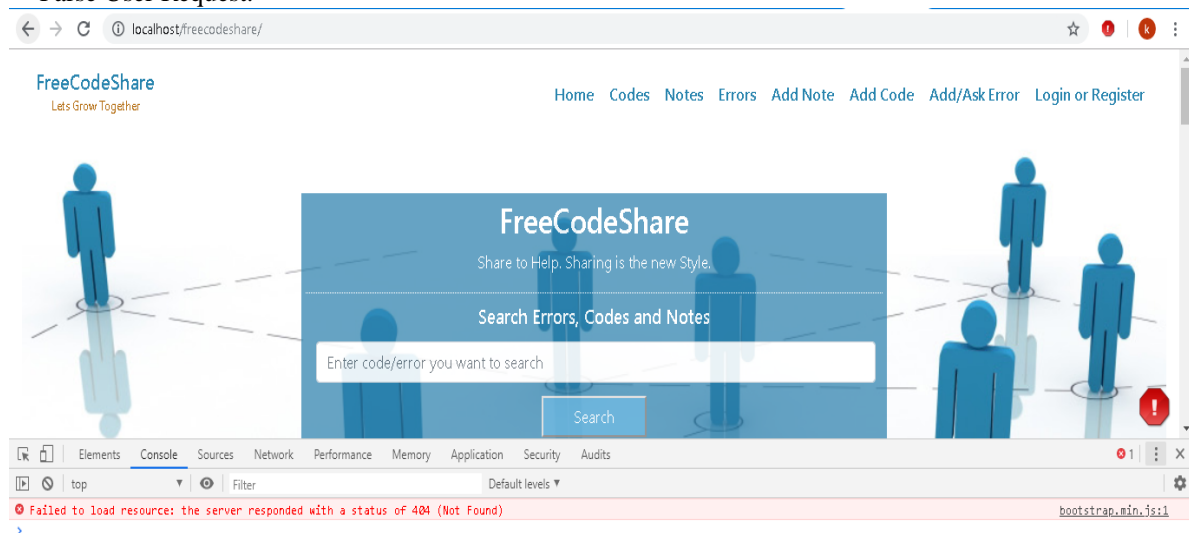 False User Request.
localhost/freecodeshare/
k
FreeCodeShare
Lets Grow Together
Home Codes Notes Errors Add Note Add Code Add/Ask Error Login or Register
FreeCodeShare
Share to Help. Sharing is the new Style.
Search Errors, Codes and Notes
Enter code/error you want to search
Search
Elements Console Sources Network Performance Memory Application Security Audits 1
top Filter Default levels
Failed to load resource: the server responded with a status of 404 (Not Found) bootstrap.min.js:1